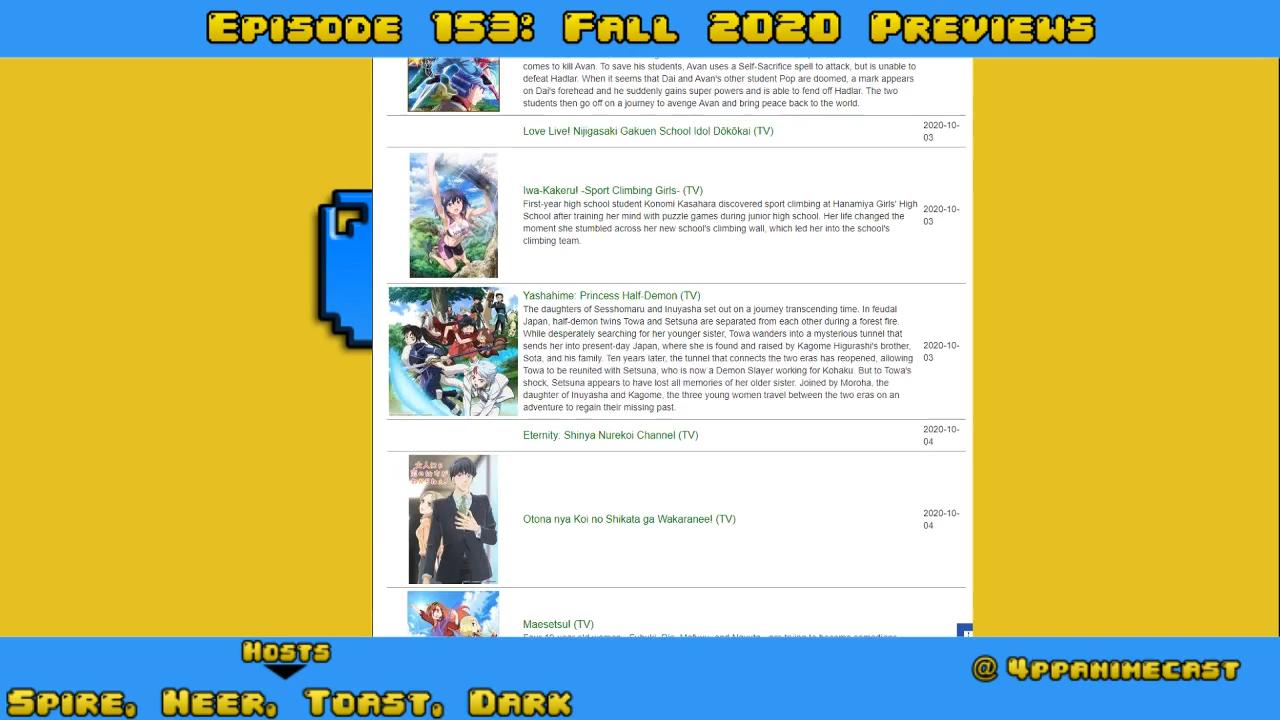 Episode 153: Fall 2020 Previews
comes to kill Avan. To save his students, Avan uses a Self-Sacrifice spell to attack, but is unable to
defeat Hadlar. When it seems that Dai and Avan's other student Pop are doomed, a mark appears
on Dai's forehead and he suddenly gains super powers and is able to fend off Hadlar. The two
students then go off on a journey to avenge Avan and bring peace back to the world.
Love Live! Nijigasaki Gakuen School Idol Dōkōkai (TV)
2020-10-
03
Iwa-Kakeru! -Sport Climbing Girls- (TV)
First-year high school student Konomi Kasahara discovered sport climbing at Hanamiya Girls' High
School after training her mind with puzzle games during junior high school. Her life changed the
moment she stumbled across her new school's climbing wall, which led her into the school's
climbing team.
2020-10-
03
Yashahime: Princess Half-Demon (TV)
The daughters of Sesshomaru and Inuyasha set out on a journey transcending time. In feudal
Japan, half-demon twins Towa and Setsuna are separated from each other during a forest fire.
While desperately searching for her younger sister, Towa wanders into a mysterious tunnel that
sends her into present-day Japan, where she is found and raised by Kagome Higurashi's brother,
Sota, and his family. Ten years later, the tunnel that connects the two eras has reopened, allowing
Towa to be reunited with Setsuna, who is now a Demon Slayer working for Kohaku. But to Towa's
shock, Setsuna appears to have lost all memories of her older sister. Joined by Moroha, the
daughter of Inuyasha and Kagome, the three young women travel between the two eras on an
adventure to regain their missing past.
2020-10-
03
Eternity: Shinya Nurekoi Channel (TV)
2020-10-
04
Otona nya Koi no Shikata ga Wakaranee! (TV)
2020-10-
04
Maesetsu! (TV)
Hosts
Spire, Neer, Toast, Dark
@ 4ppanimecast